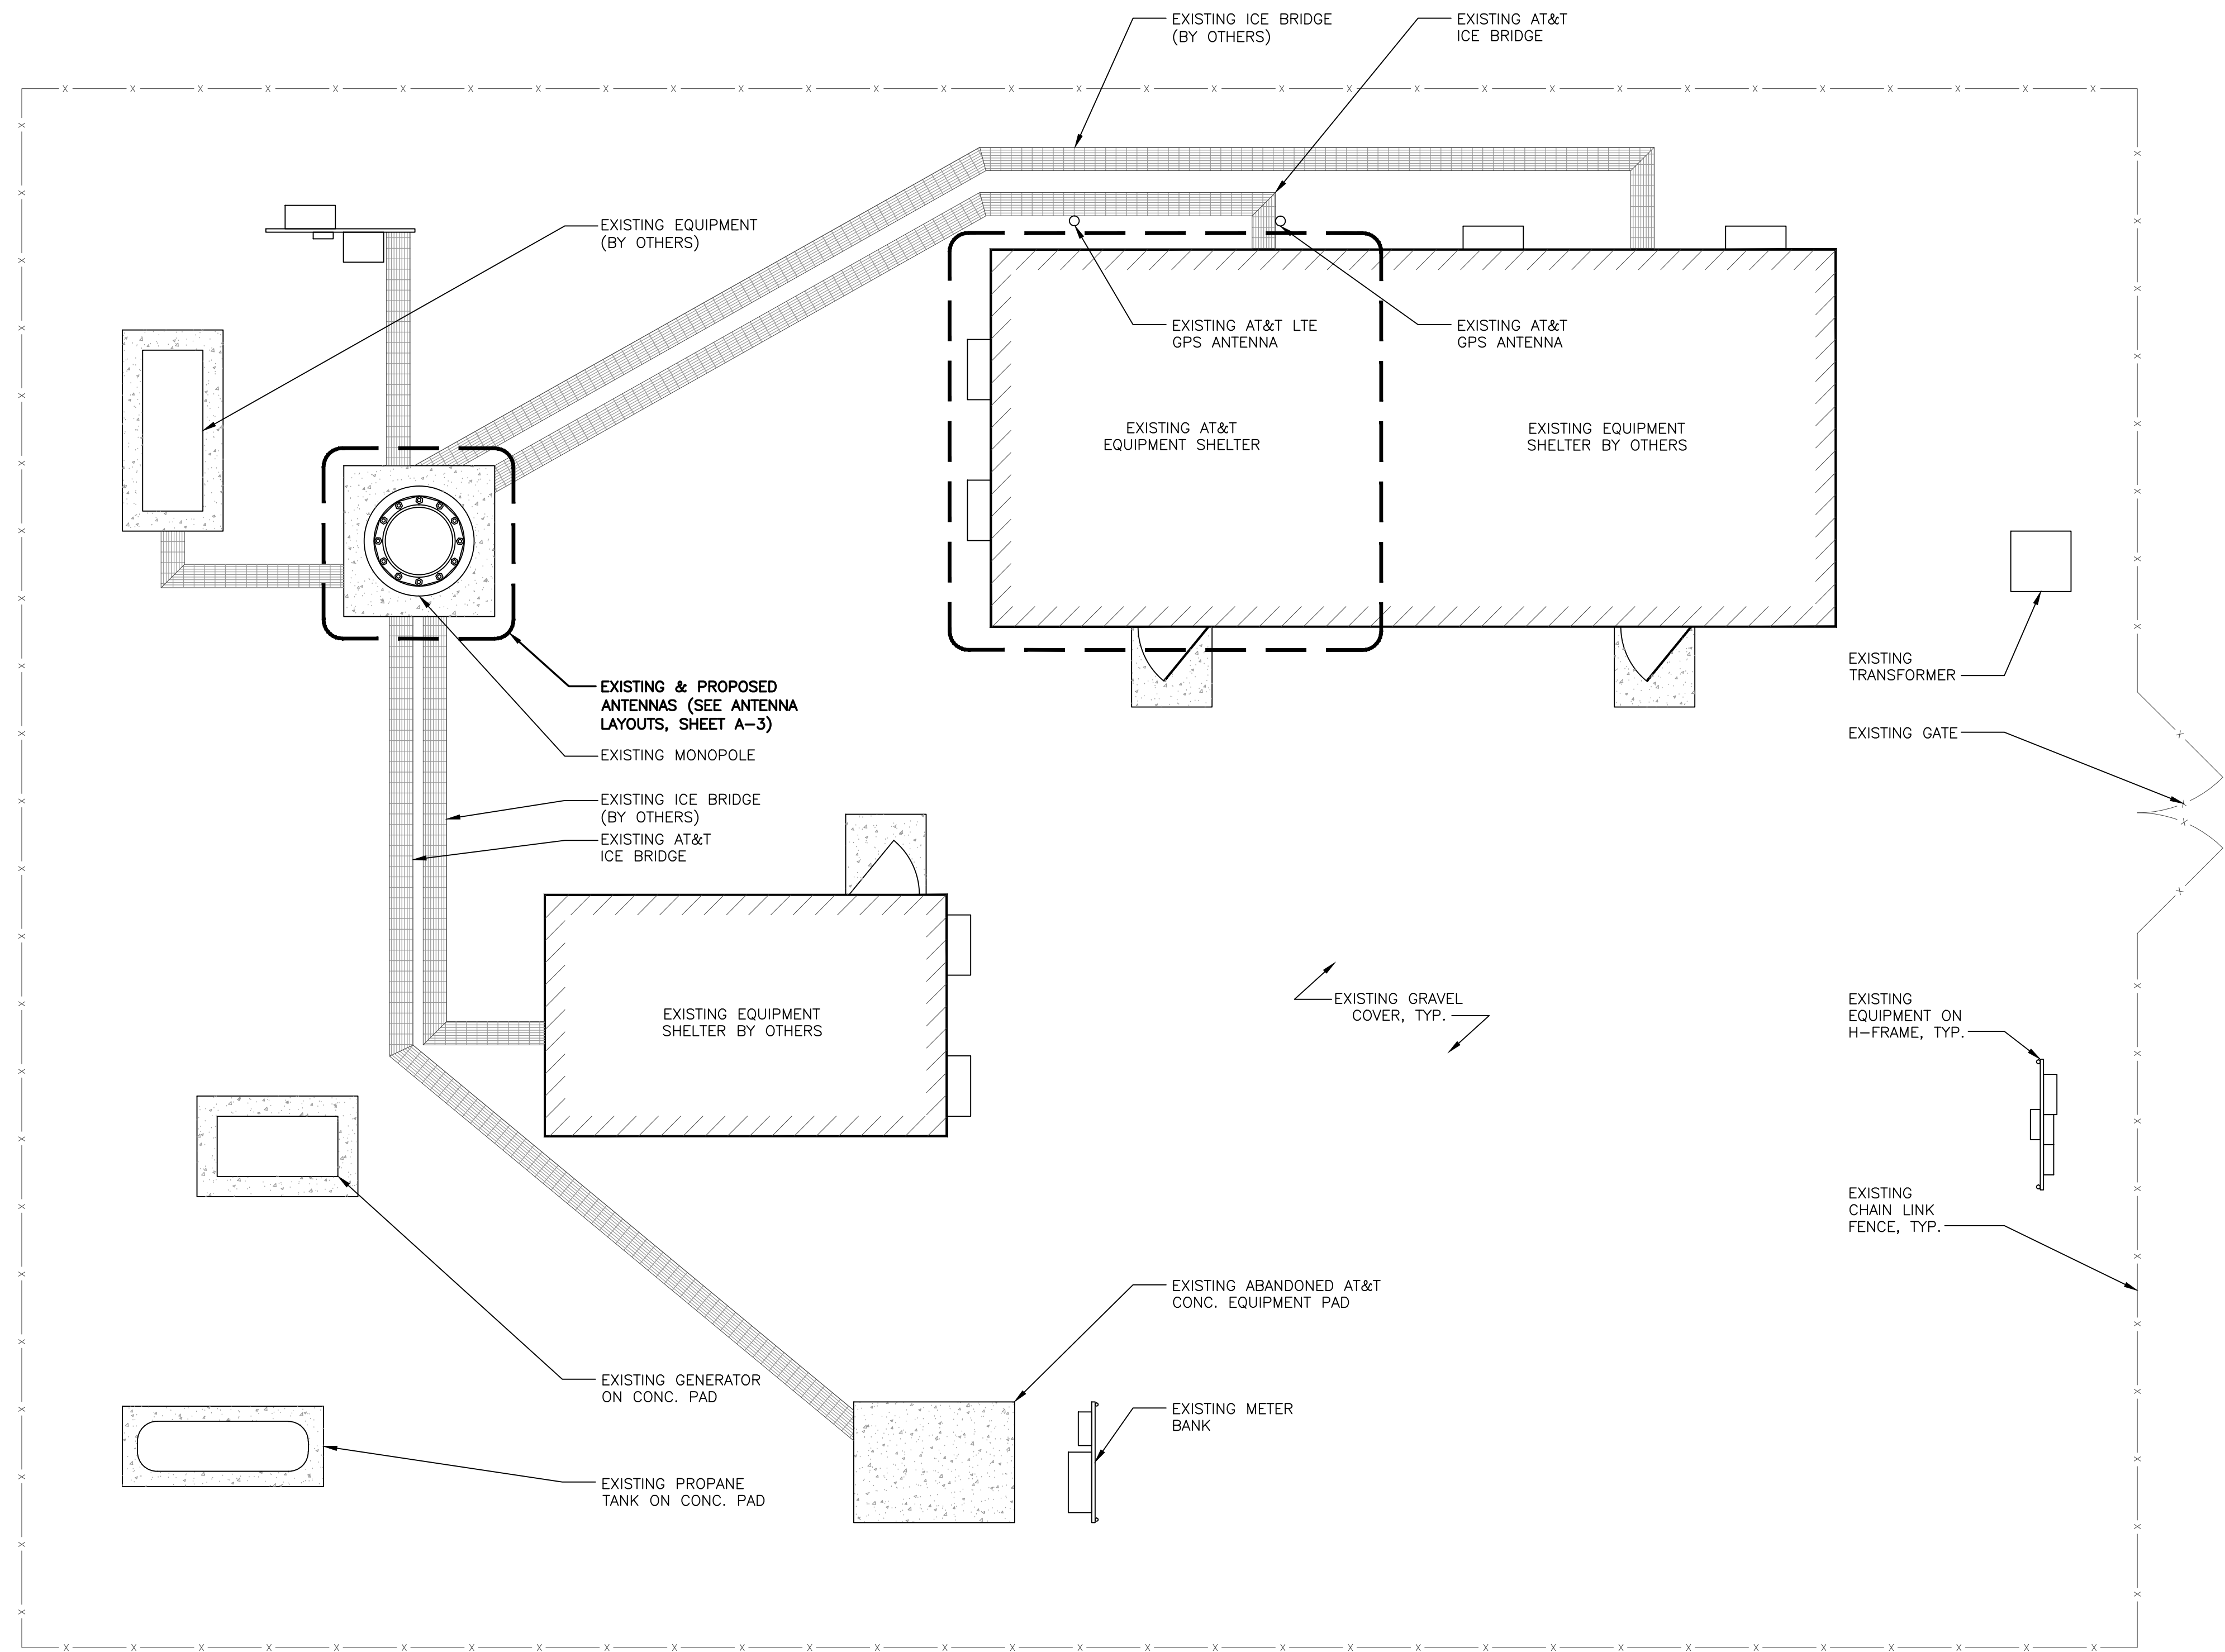 EXISTING ICE BRIDGE
(BY OTHERS)
EXISTING AT&T
ICE BRIDGE
EXISTING EQUIPMENT
(BY OTHERS)
EXISTING AT&T LTE
GPS ANTENNA
EXISTING AT&T
GPS ANTENNA
EXISTING AT&T
EQUIPMENT SHELTER
EXISTING EQUIPMENT
SHELTER BY OTHERS
EXISTING
TRANSFORMER
EXISTING & PROPOSED
ANTENNAS (SEE ANTENNA
LAYOUTS, SHEET A-3)
EXISTING GATE
EXISTING MONOPOLE
EXISTING ICE BRIDGE
(BY OTHERS)
EXISTING AT&T
ICE BRIDGE
EXISTING EQUIPMENT
SHELTER BY OTHERS
EXISTING GRAVEL
COVER, TYP.
EXISTING
EQUIPMENT ON
H-FRAME, TYP.
EXISTING
CHAIN LINK
FENCE, TYP.
EXISTING ABANDONED AT&T
CONC. EQUIPMENT PAD
EXISTING GENERATOR
ON CONC. PAD
EXISTING METER
BANK
EXISTING PROPANE
TANK ON CONC. PAD